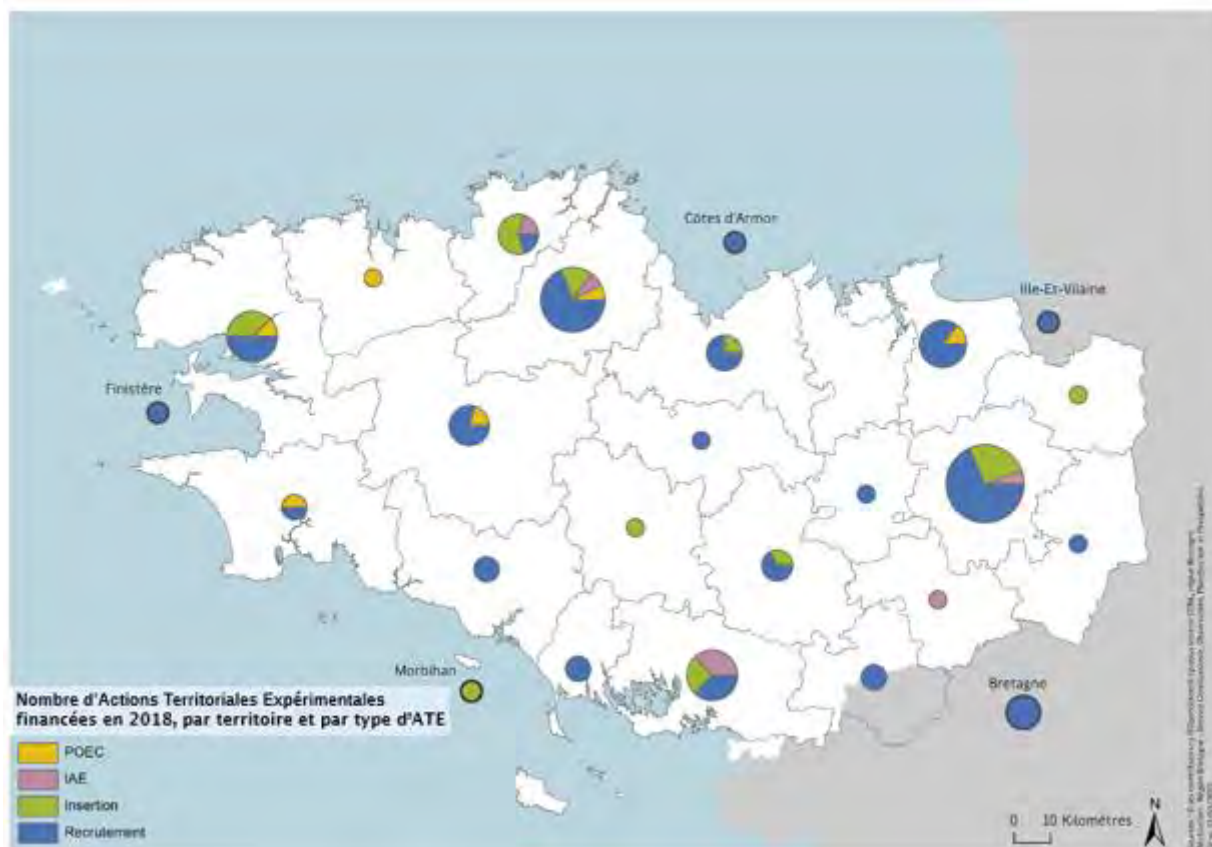 Côtes d'Armor
Ille-Et-Vilaine
Finistère
Morbihan
Bretagne
Nombre d'Actions Territoriales Expérimentales
financées en 2018, par territoire et par type d'ATE
POEC
IAE
Insertion
Recrutement
0 10 Kilomètres
N